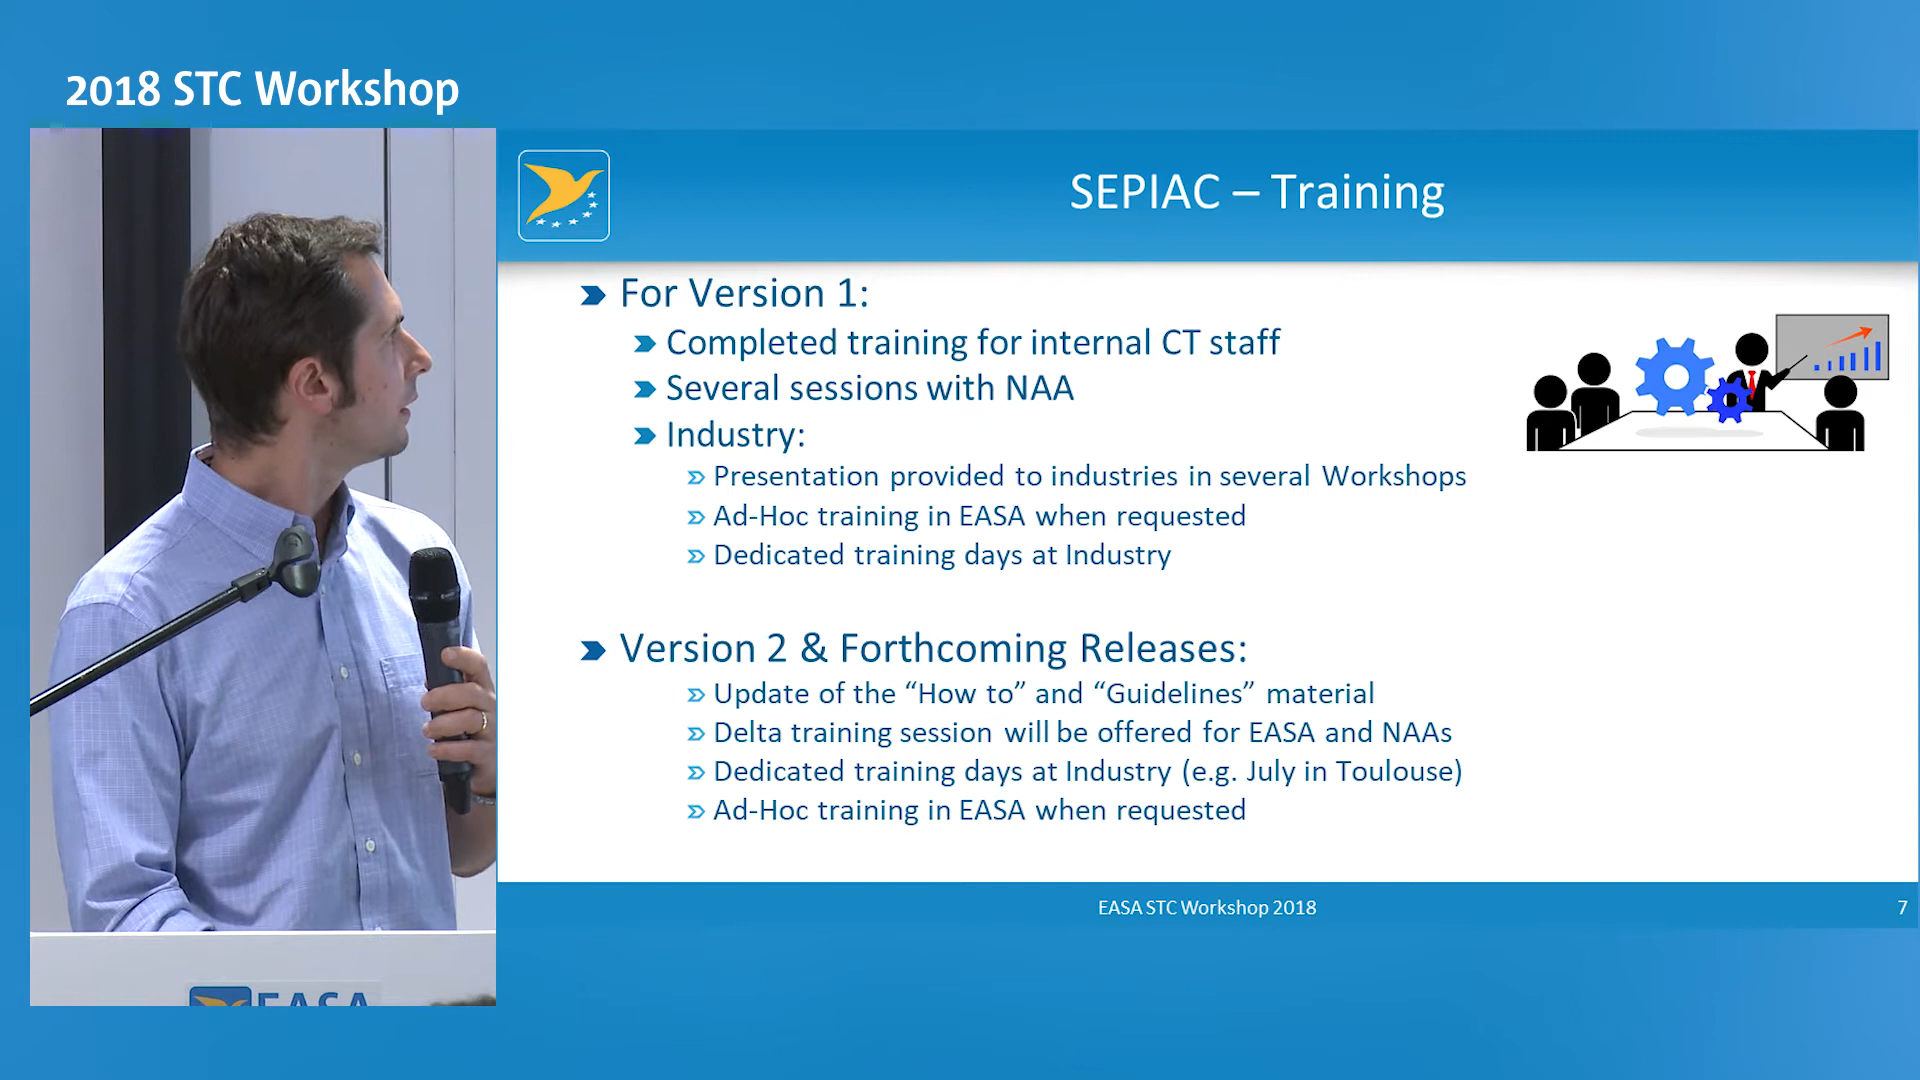 2018 STC Workshop
SEPIAC – Training
For Version 1:
Completed training for internal CT staff
Several sessions with NAA
Industry:
Presentation provided to industries in several Workshops
Ad-Hoc training in EASA when requested
Dedicated training days at Industry
Version 2 & Forthcoming Releases:
Update of the “How to” and “Guidelines” material
Delta training session will be offered for EASA and NAAs
Dedicated training days at Industry (e.g. July in Toulouse)
Ad-Hoc training in EASA when requested
EASA STC Workshop 2018
7
EASA